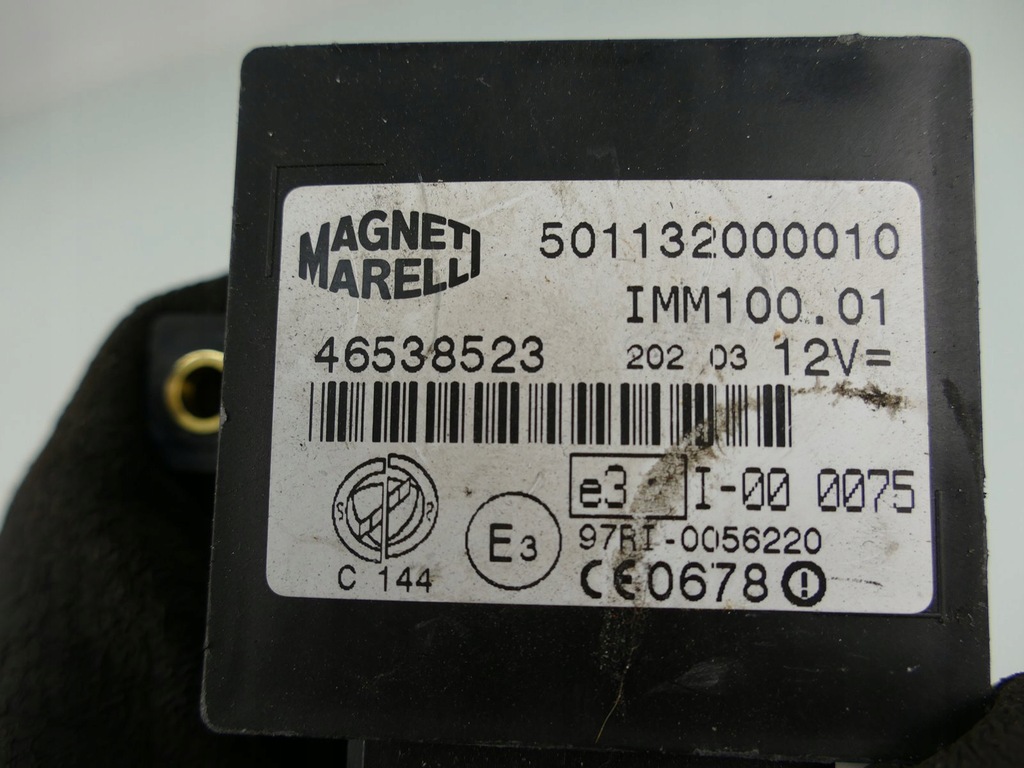 MAGNETI
MARELLI
501132000010
IMM100.01
46538523 202 03 12V=
e3 I-00 0075
E3 97RI-0056220
C 144 CE0678